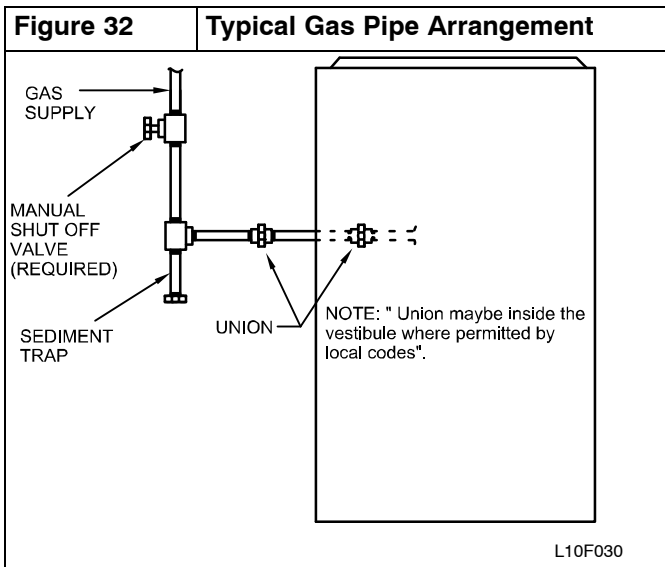 Figure 32 Typical Gas Pipe Arrangement
GAS
SUPPLY
MANUAL
SHUT OFF
VALVE
(REQUIRED)
SEDIMENT
TRAP
UNION
NOTE: " Union maybe inside the
vestibule where permitted by
local codes".
L10F030